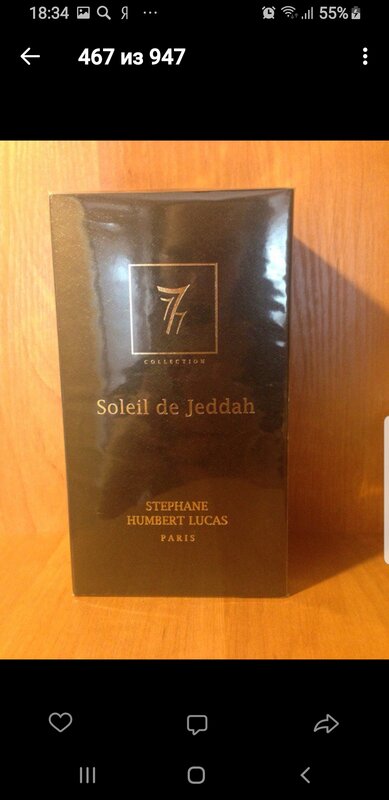 18:34 Я ... 55%
467 из 947
777
COLLECTION
Soleil de Jeddah
STEPHANE
HUMBERT LUCAS
PARIS